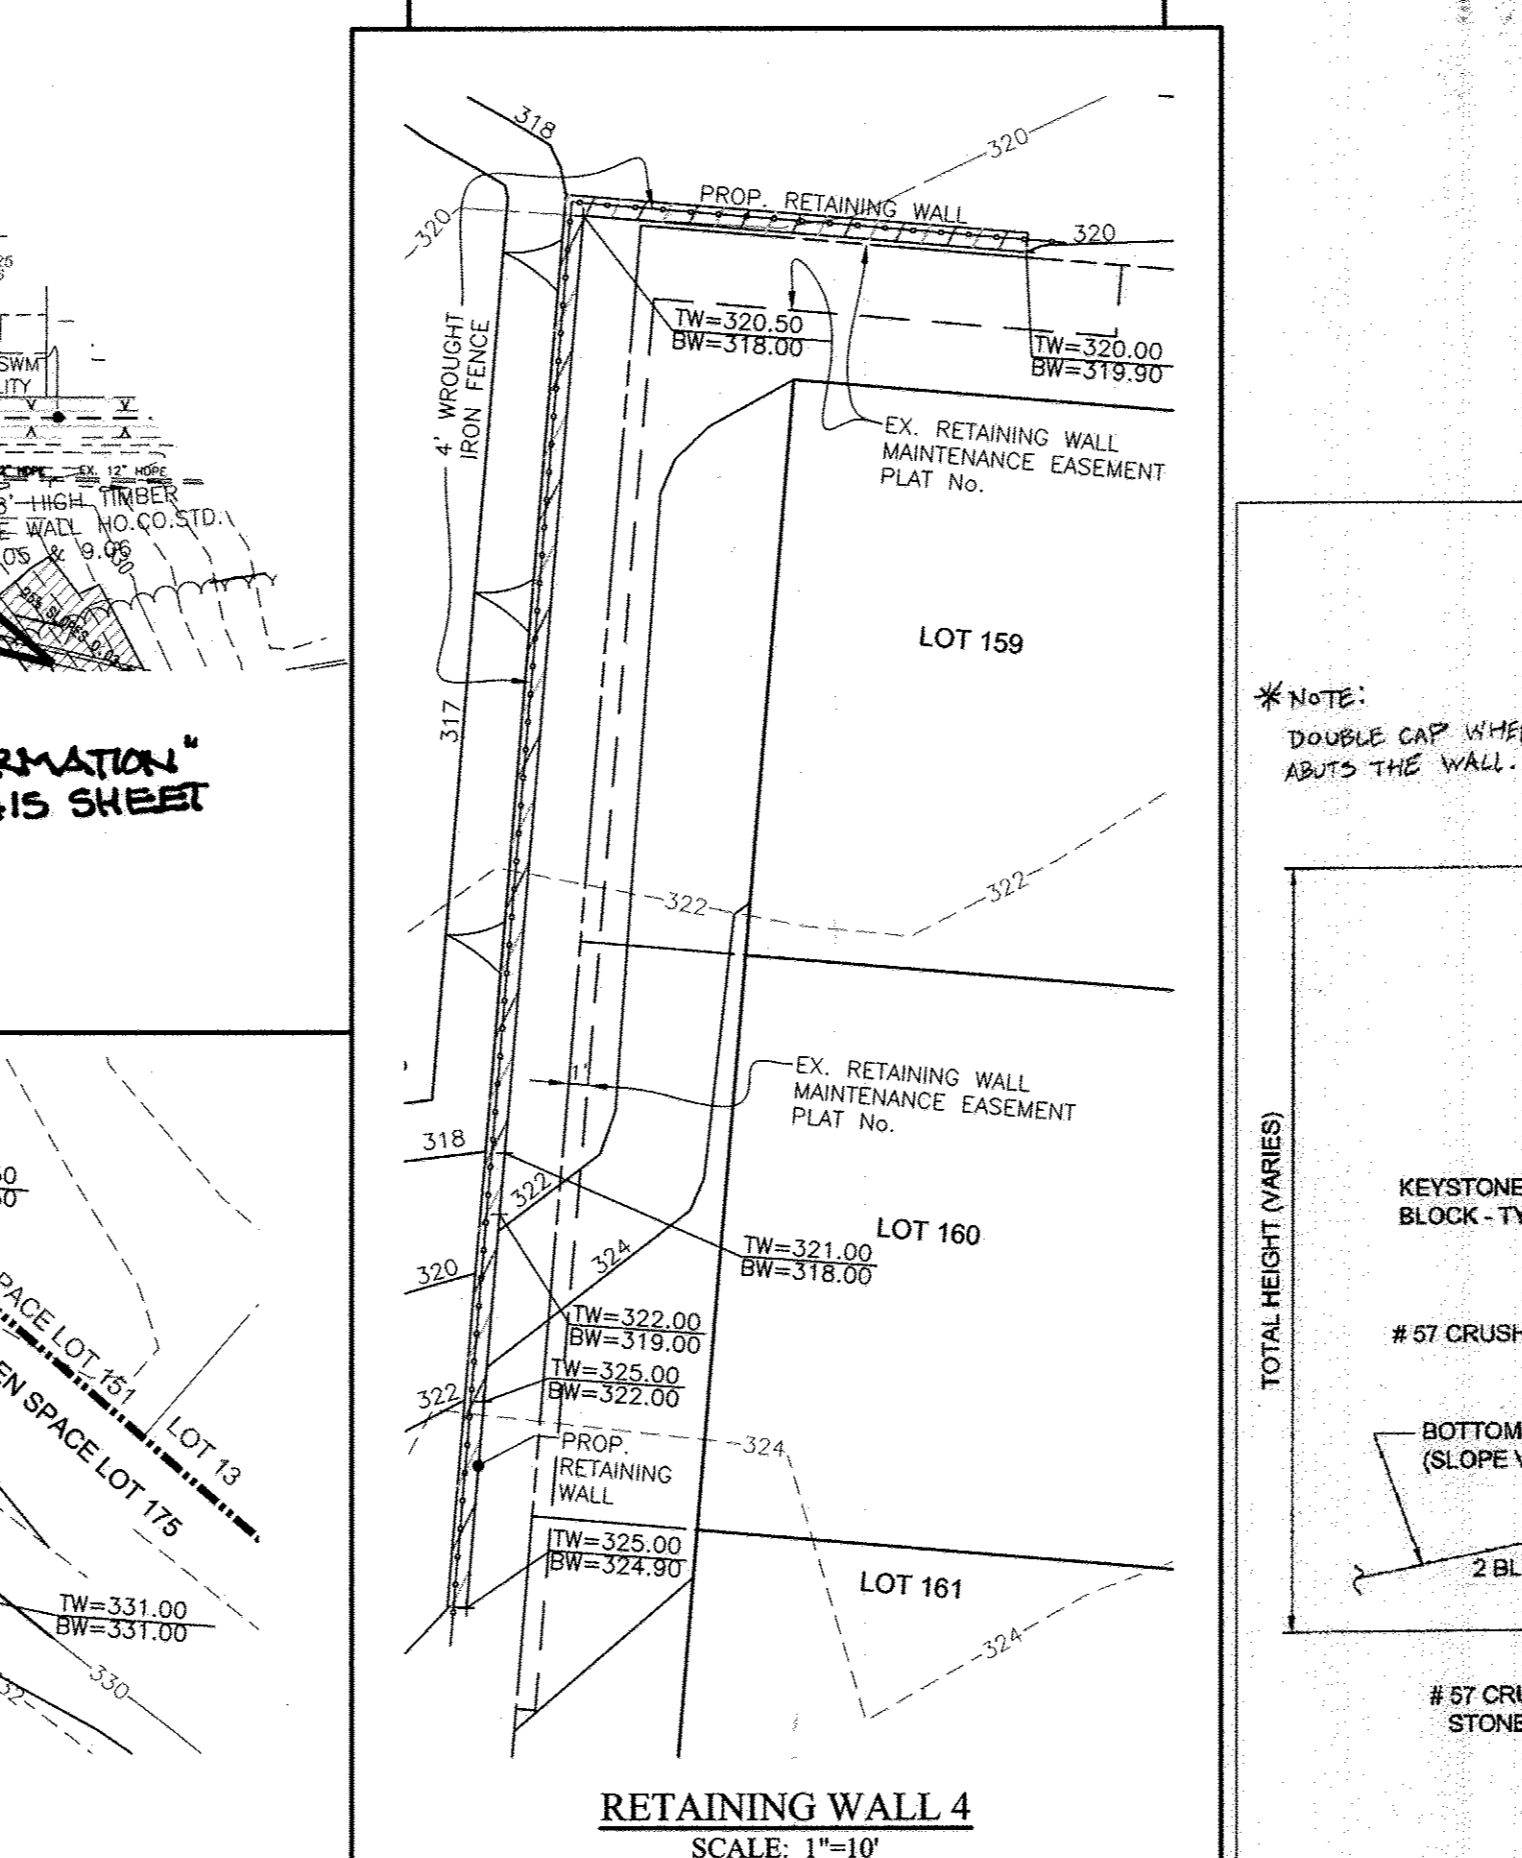 318
320
PROP. RETAINING WALL
320
320
4' WROUGHT
IRON FENCE
TW=320.50
BW=318.00
TW=320.00
BW=319.90
EX. RETAINING WALL
MAINTENANCE EASEMENT
PLAT No.
LOT 159
317
322
322
1'
EX. RETAINING WALL
MAINTENANCE EASEMENT
PLAT No.
318
322
LOT 160
TW=321.00
BW=318.00
320
324
TW=322.00
BW=319.00
TW=325.00
BW=322.00
322
324
PROP.
RETAINING
WALL
TW=325.00
BW=324.90
LOT 161
324
RETAINING WALL 4
SCALE: 1"=10'
25
SWM
LITY
EX. 12" HDPE
3'-HIGH TIMBER
E WALL HO.CO.STD.
05 & 9.06
330
RMATION"
SHEET
PACE LOT 151
LOT 13
EN SPACE LOT 175
TW=331.00
BW=331.00
330
32
* NOTE:
DOUBLE CAP WHE
ABUTS THE WALL.
TOTAL HEIGHT (VARIES)
KEYSTONE
BLOCK - TY
# 57 CRUSH
BOTTOM
(SLOPE V
2 BL
# 57 CRU
STONE